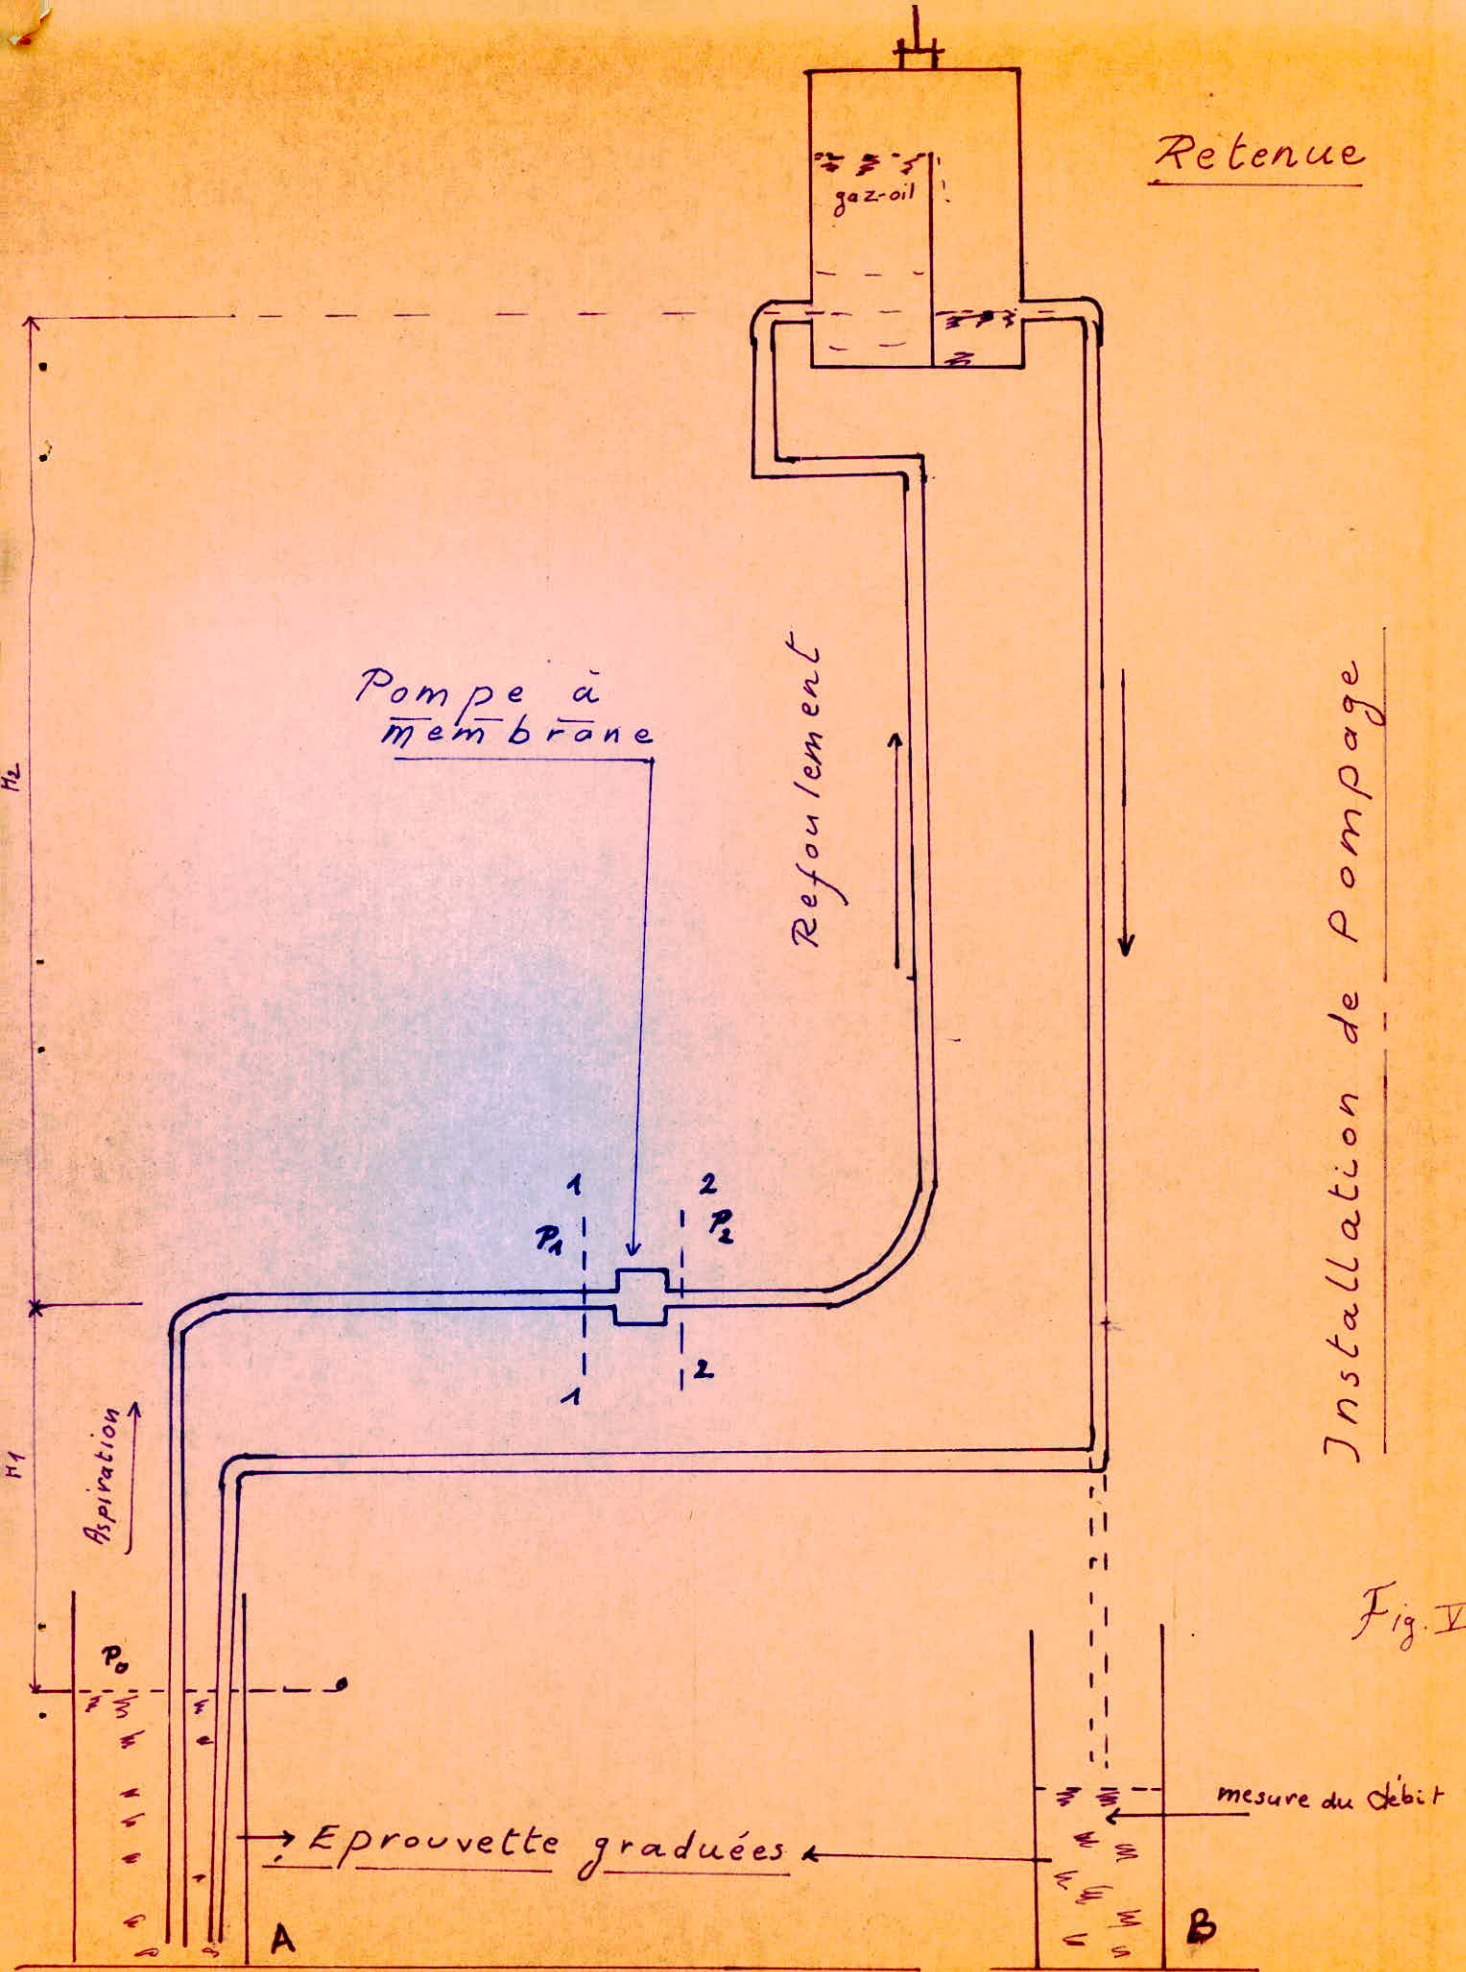 Retenue
gaz-oil
Pompe à
membrane
Refoulement
H2
Installation de Pompage
1
2
P1
P2
1
2
Aspiration
H1
Fig. V
P0
mesure du débit
Eprouvette graduées
A
B